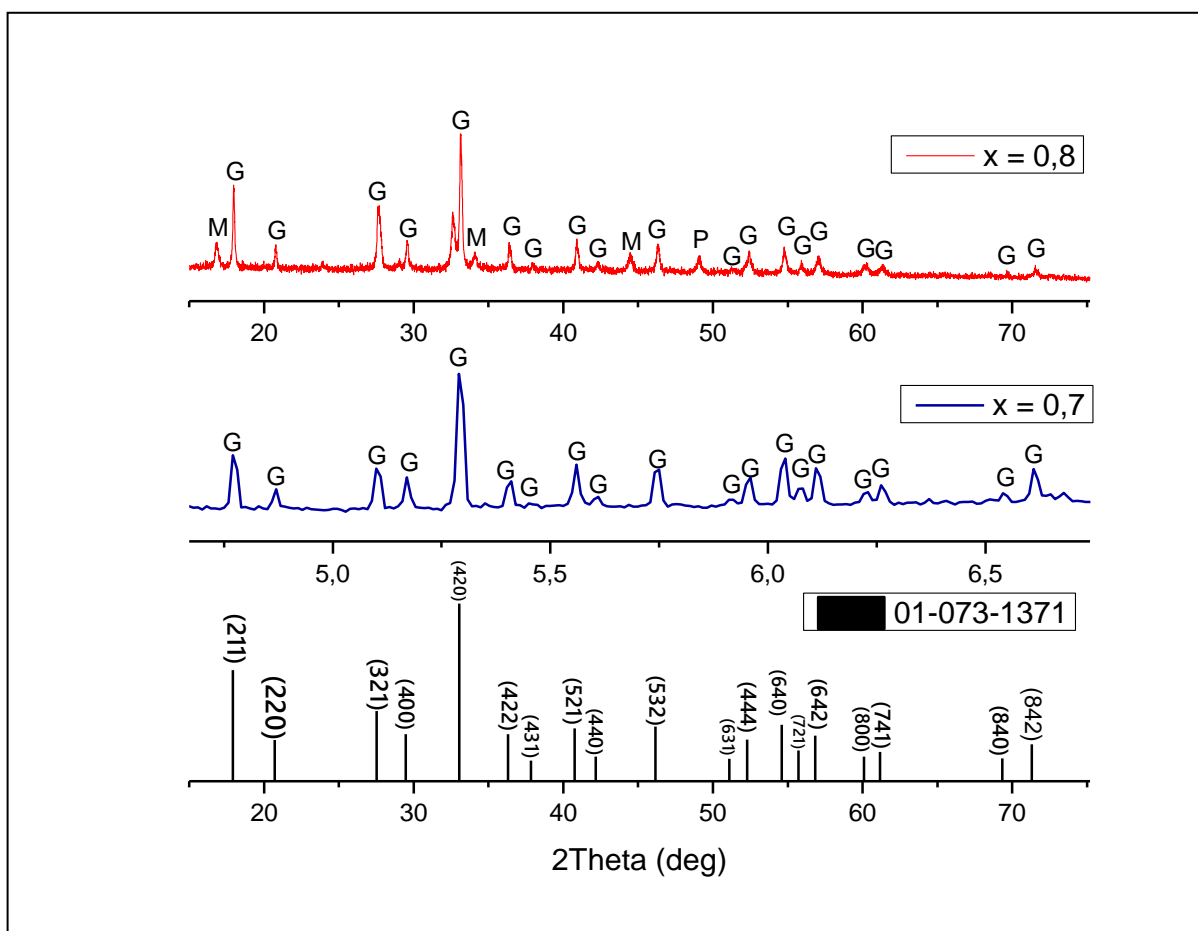 x = 0,8
M G G G G G M G G G G M G P G G G G G G G G G
20 30 40 50 60 70
x = 0,7
G G G G G G G G G G G G G G G G G G G
5,0 5,5 6,0 6,5
01-073-1371
(211) (220) (321) (400) (420) (422) (431) (521) (440) (532) (631) (444) (640) (721) (642) (800) (741) (840) (842)
20 30 40 50 60 70
2Theta (deg)